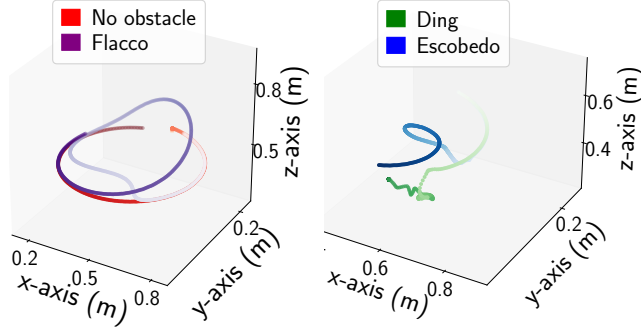 No obstacle
Flacco
0.8
0.5
z-axis (m)
0.2
0.5
0.8
x-axis (m)
0.2
y-axis (m)
Ding
Escobedo
0.6
0.4
z-axis (m)
0.6
0.8
x-axis (m)
0.2
y-axis (m)